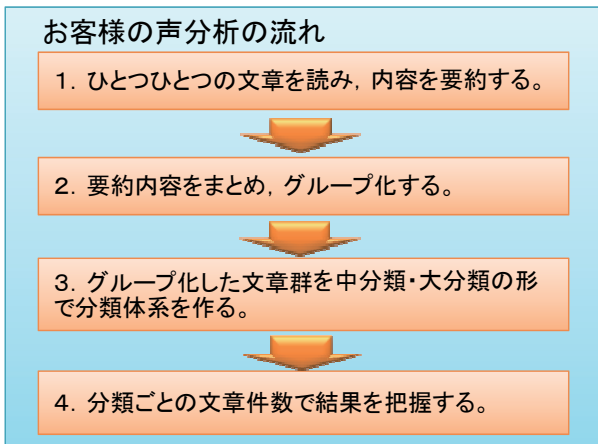 お客様の声分析の流れ
１．ひとつひとつの文章を読み，内容を要約する。
２．要約内容をまとめ，グループ化する。
３．グループ化した文章群を中分類・大分類の形
で分類体系を作る。
４．分類ごとの文章件数で結果を把握する。